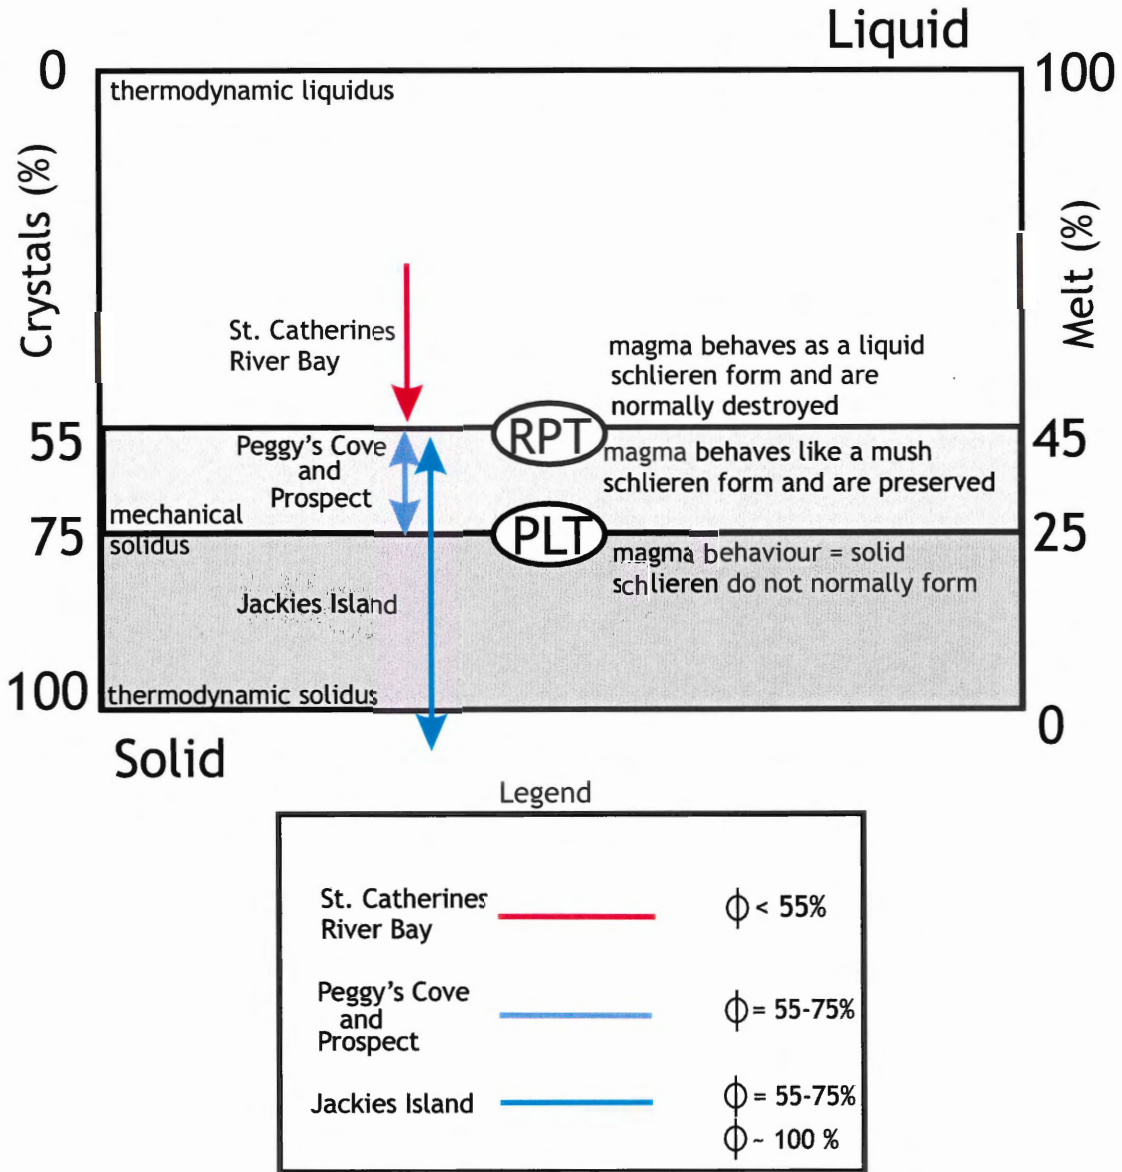 Liquid
0
100
thermodynamic liquidus
Crystals (%)
Melt (%)
St. Catherines
River Bay
magma behaves as a liquid
schlieren form and are
normally destroyed
55
RPT
45
Peggy's Cove
and
Prospect
magma behaves like a mush
schlieren form and are preserved
mechanical
solidus
75
PLT
25
magma behaviour = solid
schlieren do not normally form
Jackies Island
100
thermodynamic solidus
0
Solid
Legend
St. Catherines
River Bay
ϕ < 55%
Peggy's Cove
and
Prospect
ϕ = 55-75%
Jackies Island
ϕ = 55-75%
ϕ ~ 100 %